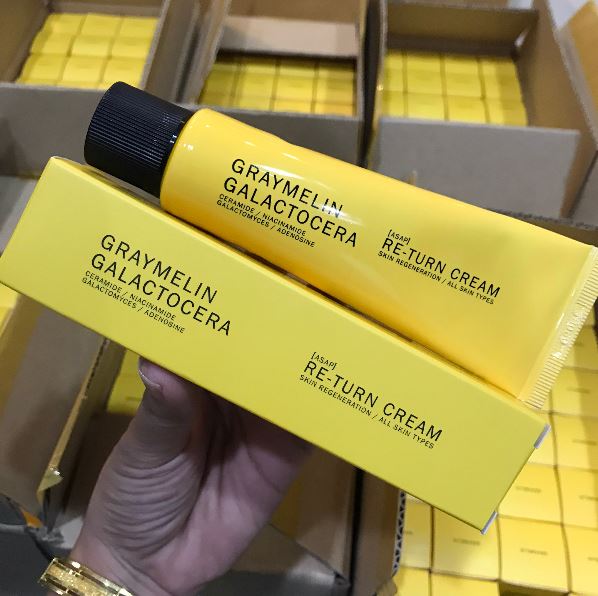 GRAYMELIN
GALACTOCERA
CERAMIDE / NIACINAMIDE
GALACTOMYCES / ADENOSINE
[ASAP]
RE-TURN CREAM
SKIN REGENERATION / ALL SKIN TYPES
GRAYMELIN
GALACTOCERA
CERAMIDE / NIACINAMIDE
GALACTOMYCES / ADENOSINE
[ASAP]
RE-TURN CREAM
SKIN REGENERATION / ALL SKIN TYPES